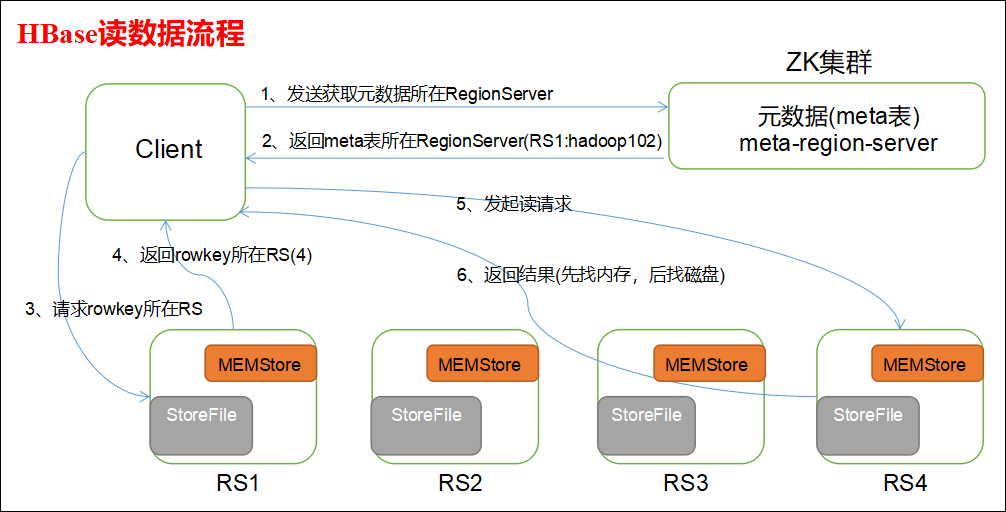 HBase读数据流程
ZK集群
1、发送获取元数据所在RegionServer
元数据(meta表)
meta-region-server
Client
2、返回meta表所在RegionServer(RS1:hadoop102)
5、发起读请求
4、返回rowkey所在RS(4)
6、返回结果(先找内存，后找磁盘)
3、请求rowkey所在RS
MEMStore
MEMStore
MEMStore
MEMStore
StoreFile
StoreFile
StoreFile
StoreFile
RS1
RS2
RS3
RS4